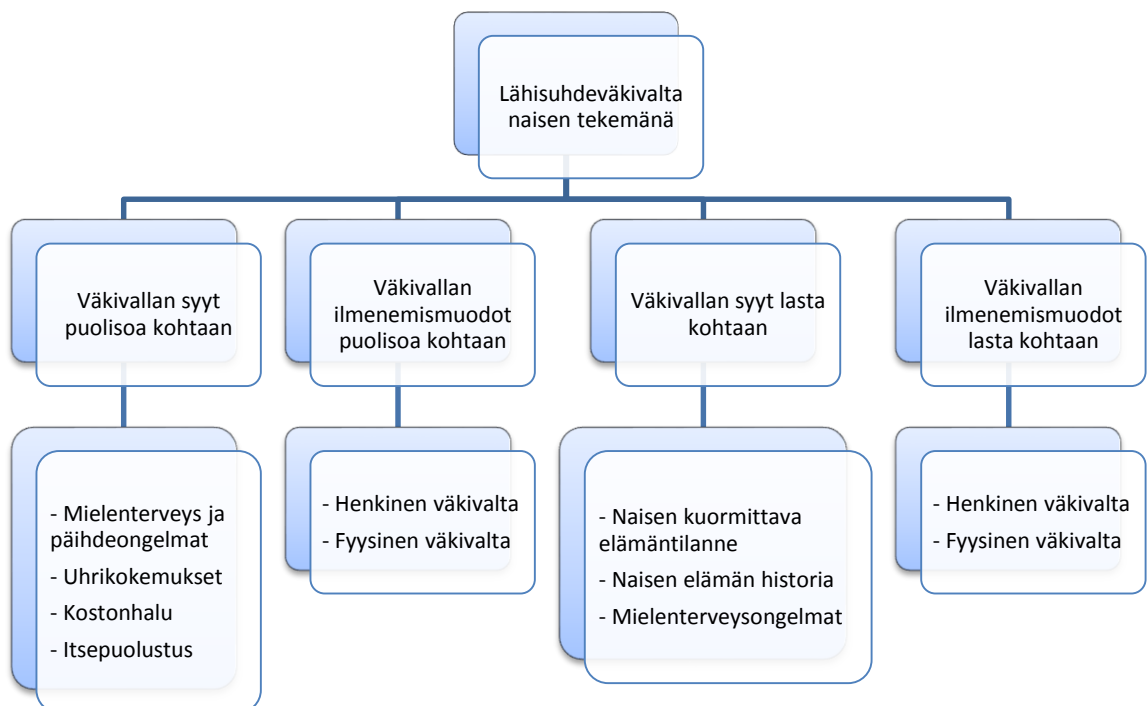 Lähisuhdeväkivalta
naisen tekemänä
Väkivallan syyt
puolisoa kohtaan
Väkivallan
ilmenemismuodot
puolisoa kohtaan
Väkivallan syyt lasta
kohtaan
Väkivallan
ilmenemismuodot
lasta kohtaan
- Mielenterveys ja
päihdeongelmat
- Uhrikokemukset
- Kostonhalu
- Itsepuolustus
- Henkinen väkivalta
- Fyysinen väkivalta
- Naisen kuormittava
elämäntilanne
- Naisen elämän historia
- Mielenterveysongelmat
- Henkinen väkivalta
- Fyysinen väkivalta